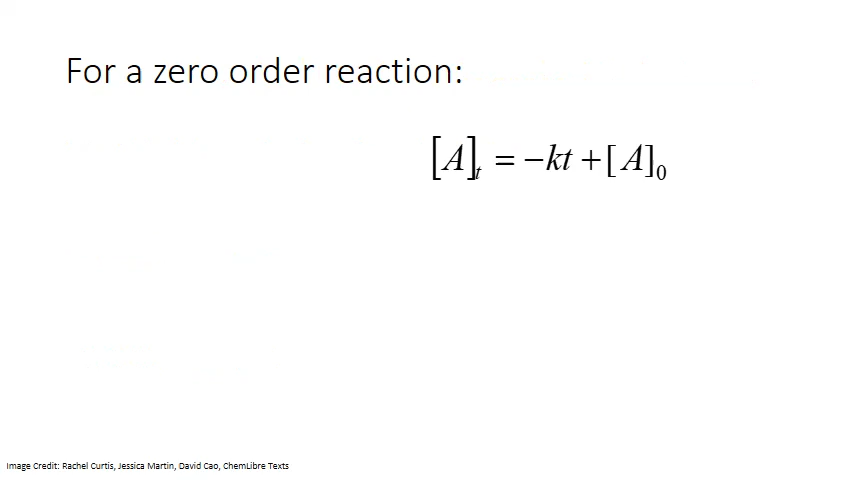 For a zero order reaction:
[A]t = −kt + [A]0
Image Credit: Rachel Curtis, Jessica Martin, David Cao, ChemLibre Texts